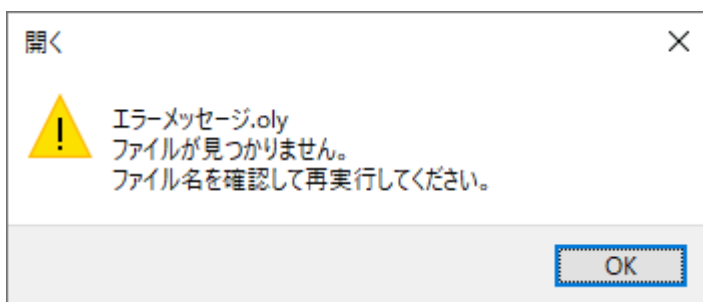 開く
エラーメッセージ.oly
ファイルが見つかりません。
ファイル名を確認して再実行してください。
OK